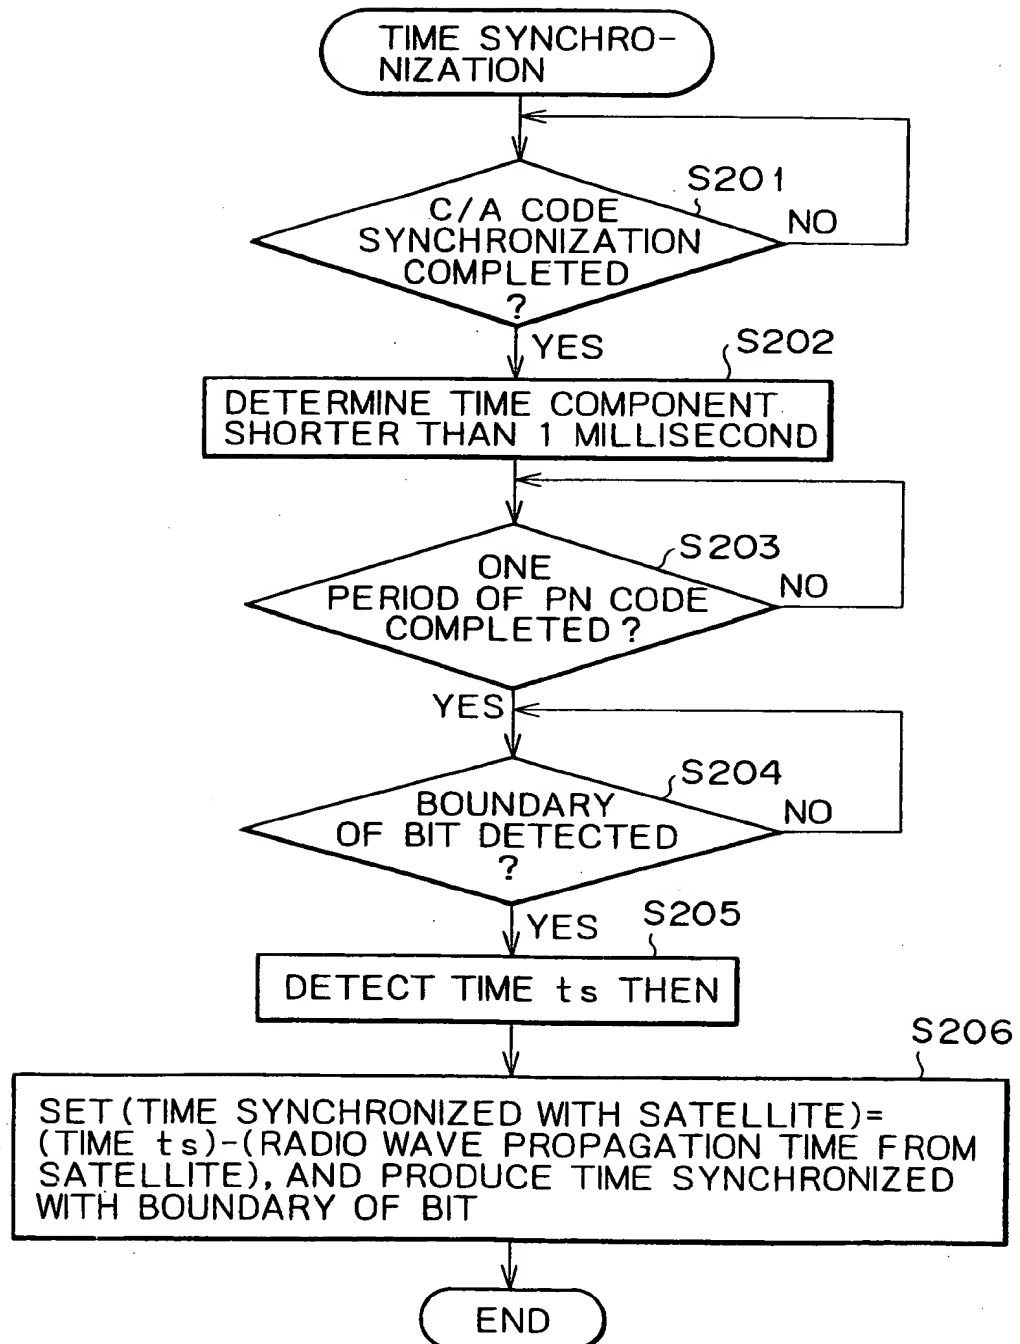 TIME SYNCHRO-
NIZATION
S201
C/A CODE
SYNCHRONIZATION
COMPLETED
?
NO
YES
S202
DETERMINE TIME COMPONENT
SHORTER THAN 1 MILLISECOND
S203
ONE
PERIOD OF PN CODE
COMPLETED?
NO
YES
S204
BOUNDARY
OF BIT DETECTED
?
NO
YES
S205
DETECT TIME ts THEN
S206
SET (TIME SYNCHRONIZED WITH SATELLITE)=
(TIME ts)-(RADIO WAVE PROPAGATION TIME FROM
SATELLITE), AND PRODUCE TIME SYNCHRONIZED
WITH BOUNDARY OF BIT
END